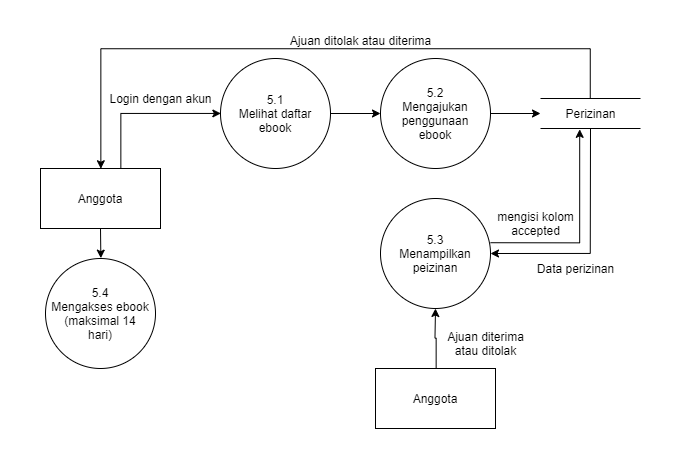 Ajuan ditolak atau diterima
Login dengan akun
5.1
Melihat daftar
ebook
5.2
Mengajukan
penggunaan
ebook
Perizinan
Anggota
5.3
Menampilkan
peizinan
mengisi kolom
accepted
Data perizinan
5.4
Mengakses ebook
(maksimal 14
hari)
Ajuan diterima
atau ditolak
Anggota